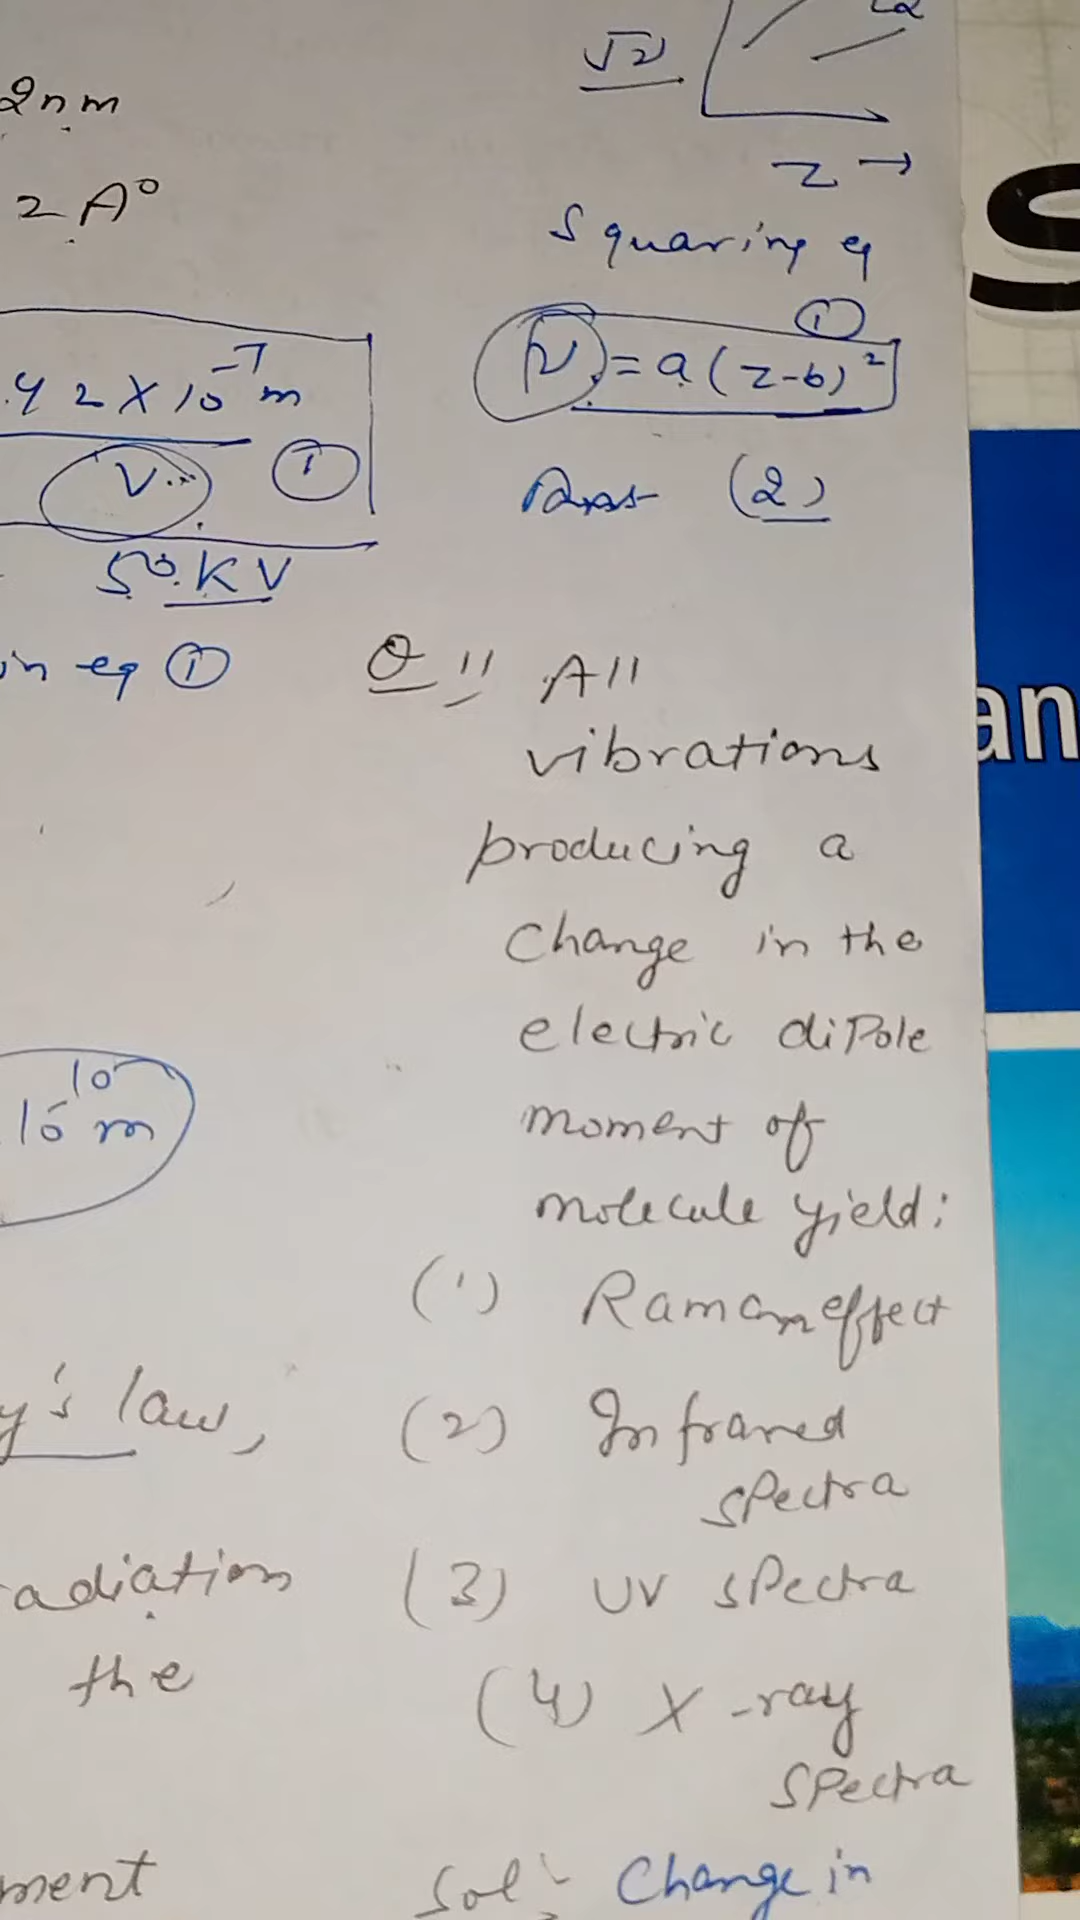 2nm
2 A°
.42 X 10⁻⁷ m
V
①
50 KV
in eq ①
10
10 m
y's law,
adiation
the
ment
√ν
Z →
Squaring eq
①
ν = a (z-b)²
Ans (2)
Q 11 All
vibrations
producing a
change in the
electric dipole
moment of
molecule yield:
(1) Raman effect
(2) Infrared
spectra
(3) UV spectra
(4) X-ray
spectra
Sol: Change in
S
an